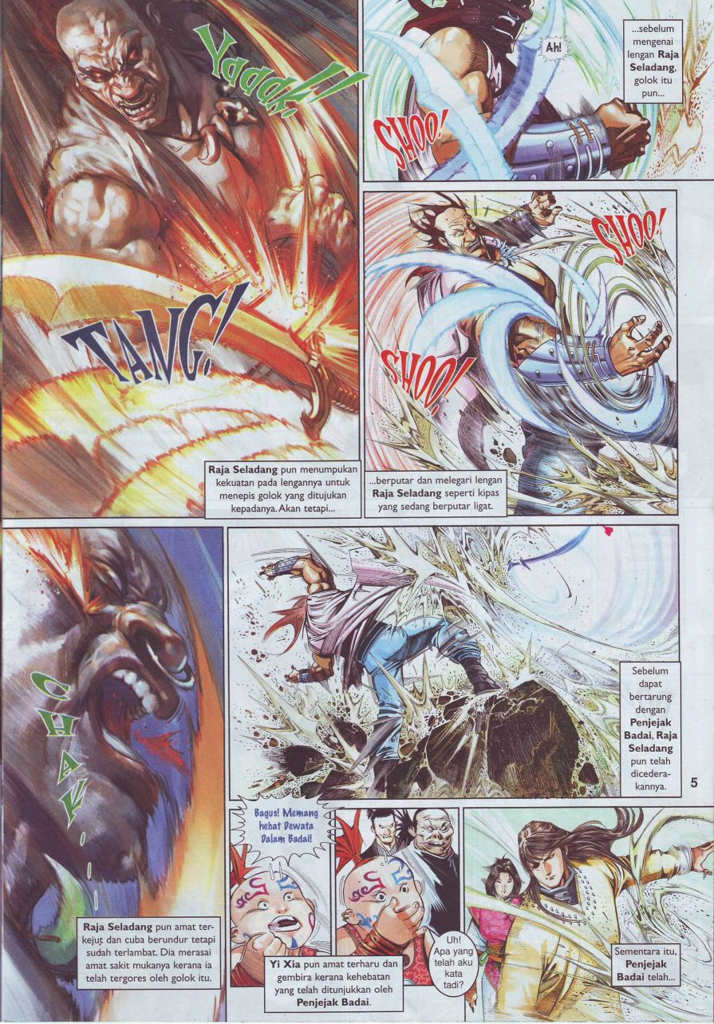 Yaaak!!
TANG!
Raja Seladang pun menumpukan
kekuatan pada lengannya untuk
menepis golok yang ditujukan
kepadanya. Akan tetapi...
Ah!
...sebelum
mengenai
lengan Raja
Seladang,
golok itu
pun...
SHOO!
SHOO!
SHOO!
...berputar dan melegari lengan
Raja Seladang seperti kipas
yang sedang berputar ligat.
CHAK....
Raja Seladang pun amat ter-
kejut dan cuba berundur tetapi
sudah terlambat. Dia merasai
amat sakit mukanya kerana ia
telah tergores oleh golok itu.
Sebelum
dapat
bertarung
dengan
Penjejak
Badai, Raja
Seladang
pun telah
dicedera-
kannya.
5
Bagus! Memang
hebat Dewata
Dalam Badai!
Yi Xia pun amat terharu dan
gembira kerana kehebatan
yang telah ditunjukkan oleh
Penjejak Badai.
Uh!
Apa yang
telah aku
kata
tadi?
Sementara itu,
Penjejak
Badai telah...